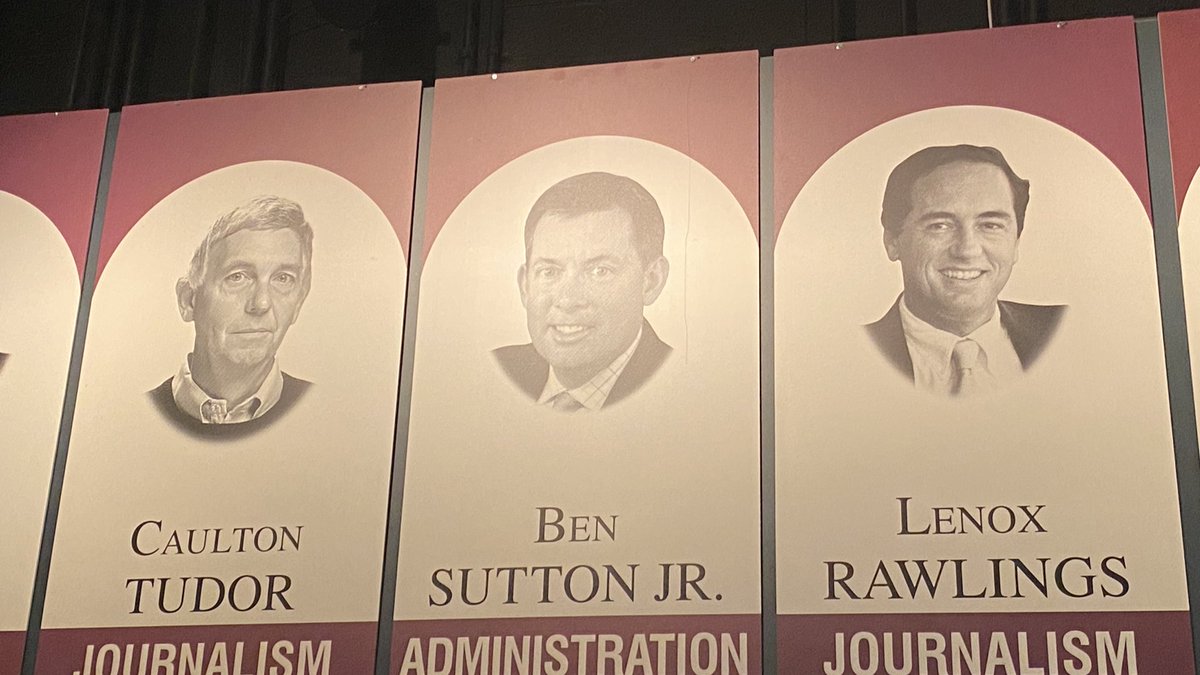 CAULTON
TUDOR
JOURNALISM
BEN
SUTTON JR.
ADMINISTRATION
LENOX
RAWLINGS
JOURNALISM